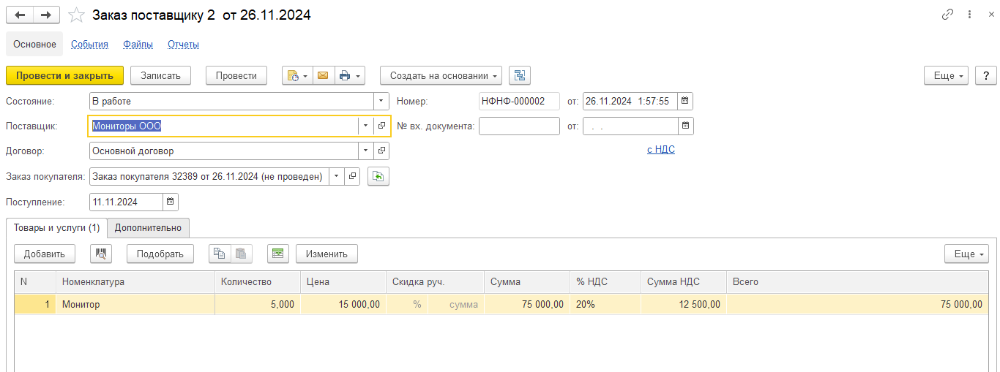 Заказ поставщику 2 от 26.11.2024
Основное События Файлы Отчеты
Провести и закрыть Записать Провести Создать на основании Еще ?
Состояние: В работе Номер: НФНФ-000002 от: 26.11.2024 1:57:55
Поставщик: Мониторы ООО № вх. документа: от: . .
Договор: Основной договор с НДС
Заказ покупателя: Заказ покупателя 32389 от 26.11.2024 (не проведен)
Поступление: 11.11.2024
Товары и услуги (1) Дополнительно
Добавить Подобрать Изменить Еще
N Номенклатура Количество Цена Скидка руч. Сумма % НДС Сумма НДС Всего
1 Монитор 5,000 15 000,00 % сумма 75 000,00 20% 12 500,00 75 000,00